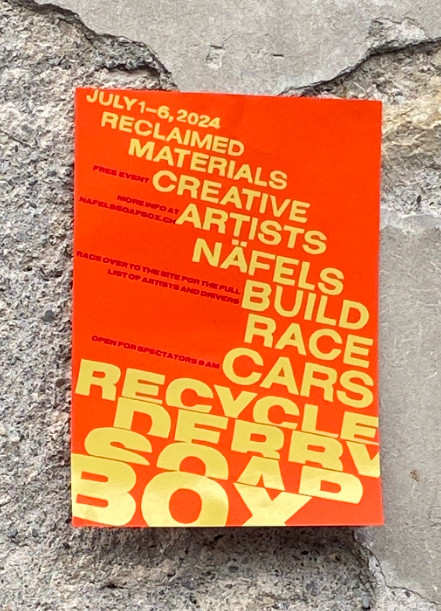 JULY 1–6, 2024
RECLAIMED
MATERIALS
FREE EVENT
CREATIVE
MORE INFO AT
NAFELSSOAPBOX.CH
ARTISTS
NÄFELS
RACE OVER TO THE SITE FOR THE FULL
LIST OF ARTISTS AND DRIVERS
BUILD
RACE
OPEN FOR SPECTATORS 9 AM
CARS
RECYCLE
DERBY
SOAP
BOX